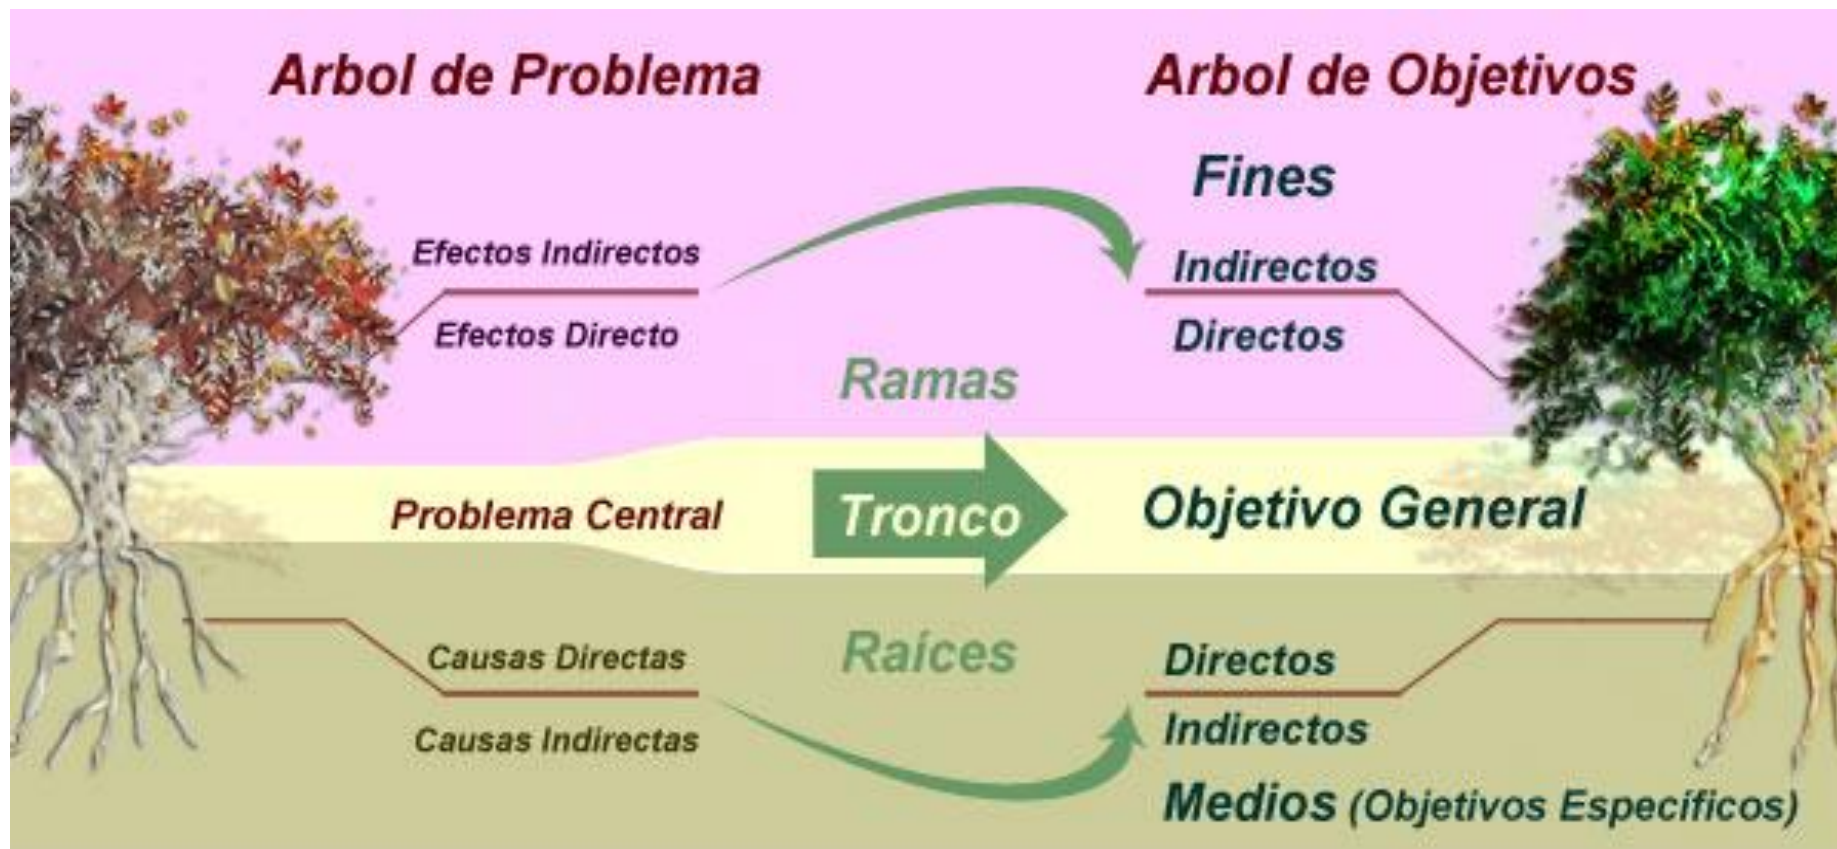 Arbol de Problema
Arbol de Objetivos
Fines
Efectos Indirectos
Indirectos
Efectos Directo
Directos
Ramas
Problema Central
Tronco
Objetivo General
Raíces
Causas Directas
Directos
Causas Indirectas
Indirectos
Medios (Objetivos Específicos)